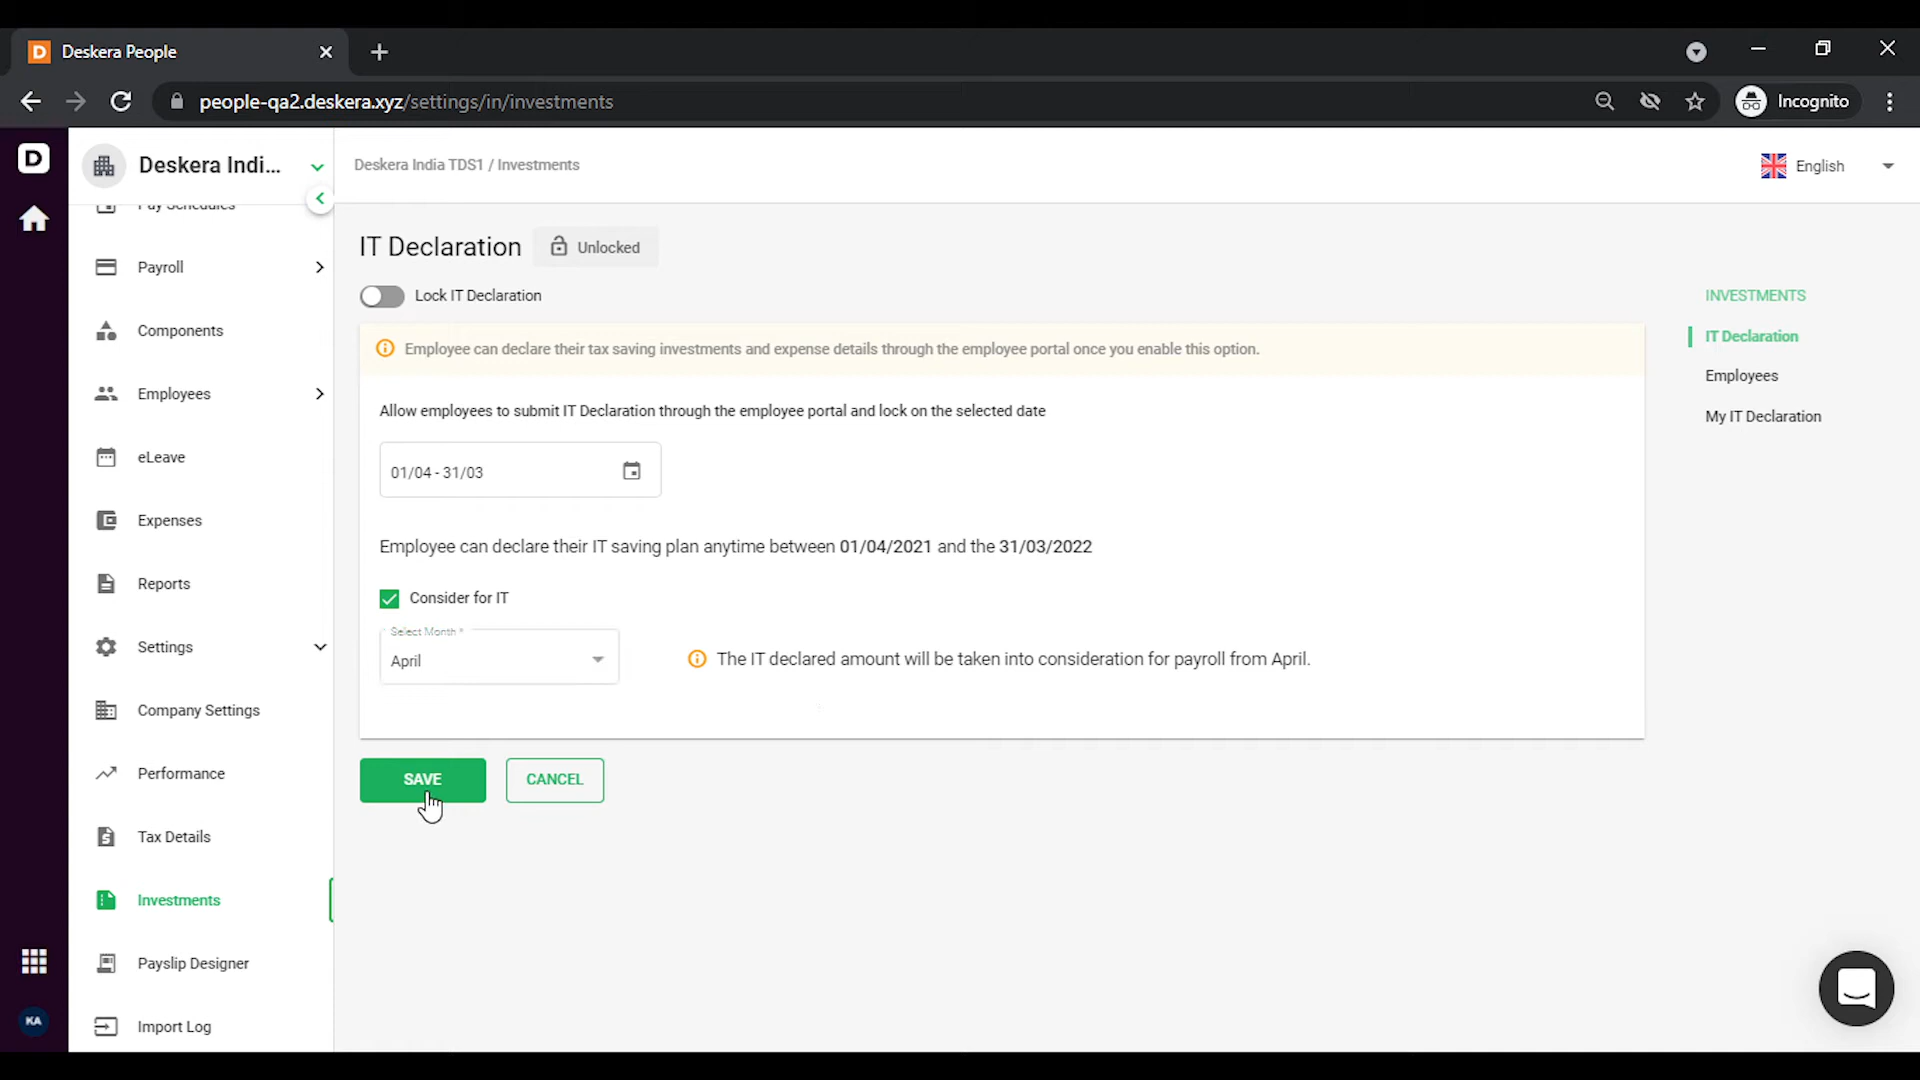 D Deskera People
people-qa2.deskera.xyz/settings/in/investments
Incognito
D
Deskera Indi...
Deskera India TDS1 / Investments
English
Pay Schedules
Payroll
Components
Employees
eLeave
Expenses
Reports
Settings
Company Settings
Performance
Tax Details
Investments
Payslip Designer
Import Log
KA
IT Declaration
Unlocked
Lock IT Declaration
Employee can declare their tax saving investments and expense details through the employee portal once you enable this option.
Allow employees to submit IT Declaration through the employee portal and lock on the selected date
01/04 - 31/03
Employee can declare their IT saving plan anytime between 01/04/2021 and the 31/03/2022
Consider for IT
Select Month *
April
The IT declared amount will be taken into consideration for payroll from April.
SAVE
CANCEL
INVESTMENTS
IT Declaration
Employees
My IT Declaration